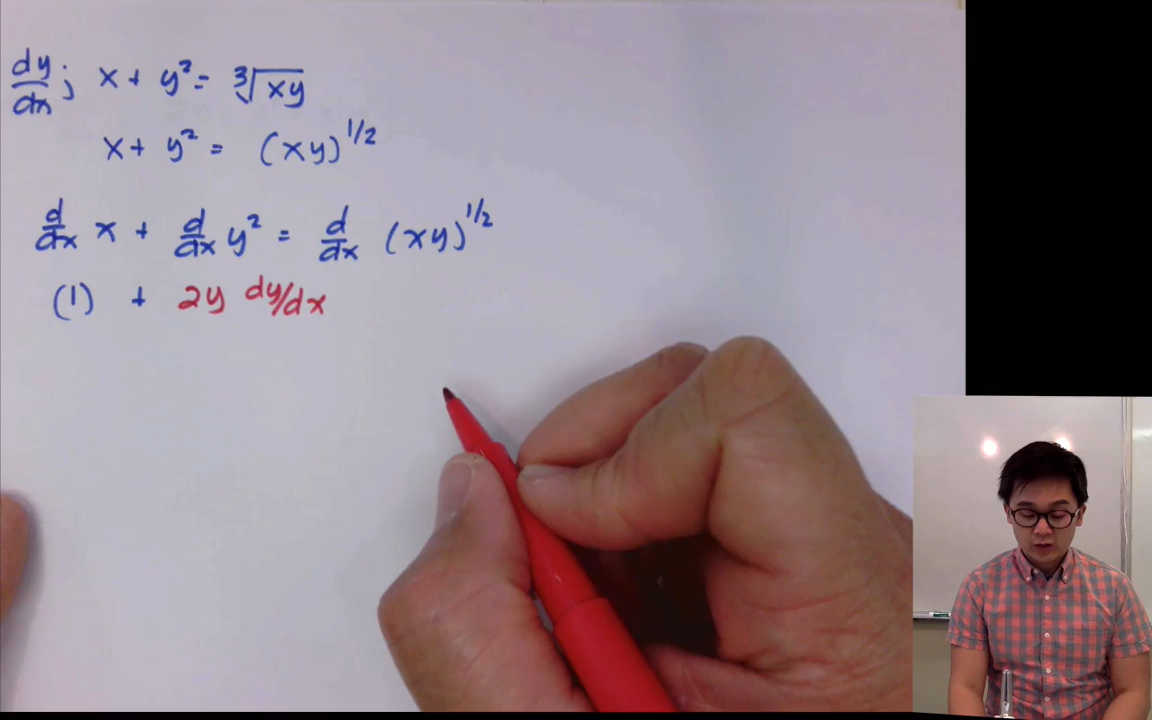 dy/dx; x + y² = ³√xy
x + y² = (xy)^1/2
d/dx x + d/dx y² = d/dx (xy)^1/2
(1) + 2y dy/dx